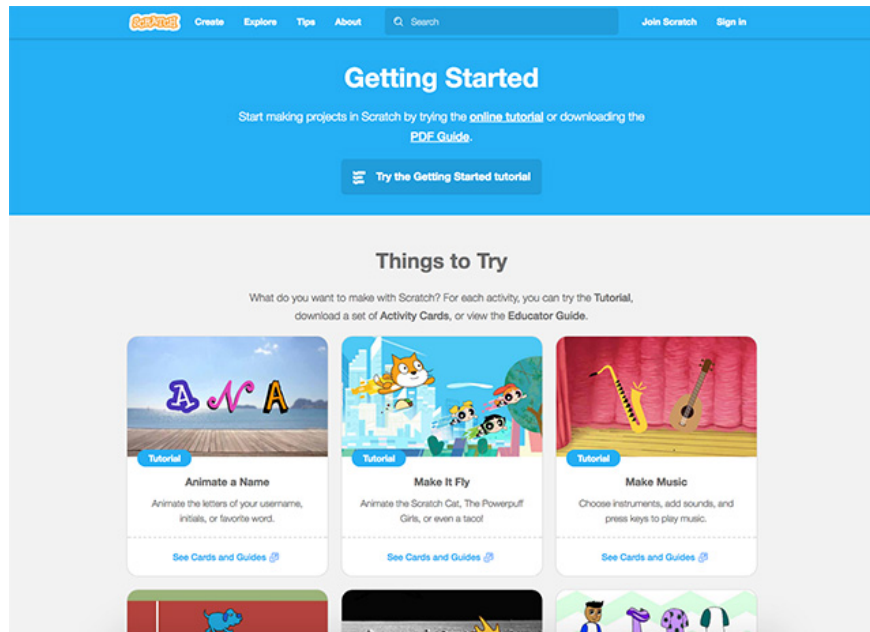 SCRATCH Create Explore Tips About Search Join Scratch Sign in
Getting Started
Start making projects in Scratch by trying the online tutorial or downloading the
PDF Guide.
Try the Getting Started tutorial
Things to Try
What do you want to make with Scratch? For each activity, you can try the Tutorial,
download a set of Activity Cards, or view the Educator Guide.
ANA
Tutorial
Animate a Name
Animate the letters of your username,
initials, or favorite word.
See Cards and Guides
Tutorial
Make It Fly
Animate the Scratch Cat, The Powerpuff
Girls, or even a taco!
See Cards and Guides
Tutorial
Make Music
Choose instruments, add sounds, and
press keys to play music.
See Cards and Guides